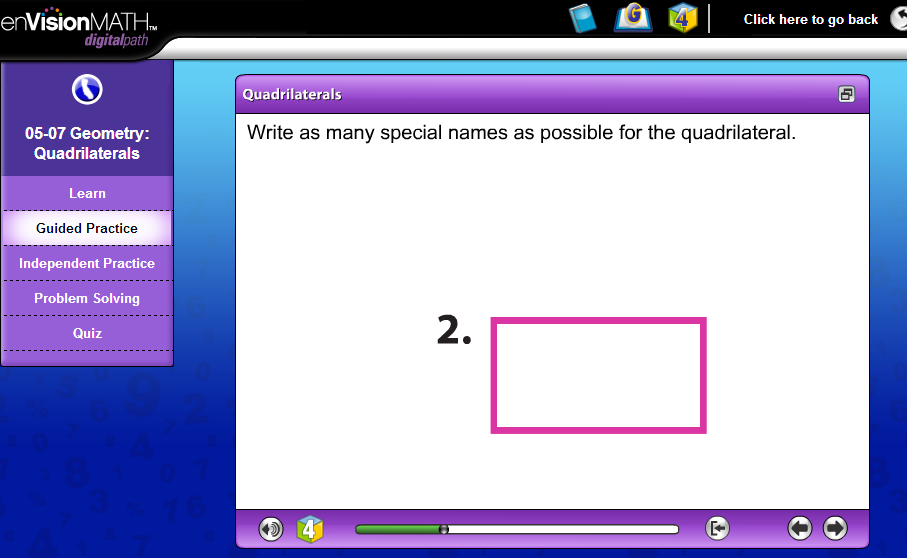 enVisionMATH™
digitalpath
G
4
Click here to go back
05-07 Geometry:
Quadrilaterals
Learn
Guided Practice
Independent Practice
Problem Solving
Quiz
Quadrilaterals
Write as many special names as possible for the quadrilateral.
2.
4